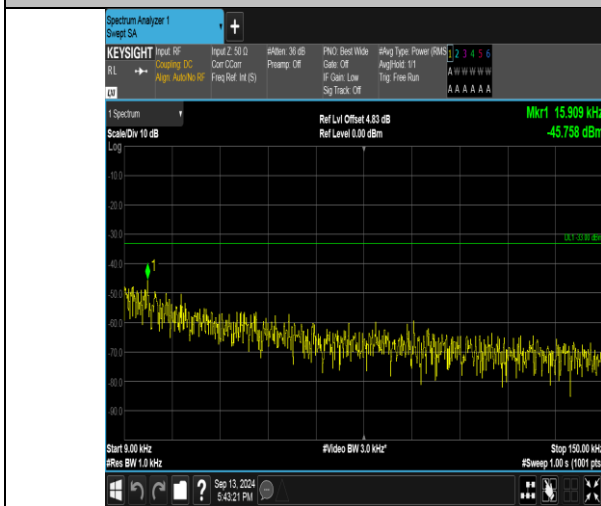 Spectrum Analyzer 1
Swept SA
+
KEYSIGHT
RL
Input: RF
Coupling: DC
Align: Auto/No RF
Input Z: 50 Ω
Corr CCorr
Freq Ref: Int (S)
#Atten: 36 dB
Preamp: Off
PNO: Best Wide
Gate: Off
IF Gain: Low
Sig Track: Off
#Avg Type: Power (RMS
Avg|Hold: 1/1
Trig: Free Run
1 2 3 4 5 6
A W W W W W
A A A A A A
1 Spectrum
Scale/Div 10 dB
Ref Lvl Offset 4.83 dB
Ref Level 0.00 dBm
Mkr1 15.909 kHz
-45.758 dBm
Log
-10.0
-20.0
-30.0
DL1 -33.00 dBm
-40.0
1
-50.0
-60.0
-70.0
-80.0
-90.0
Start 9.00 kHz
#Res BW 1.0 kHz
#Video BW 3.0 kHz*
Stop 150.00 kHz
#Sweep 1.00 s (1001 pts
?
Sep 13, 2024
5:43:21 PM